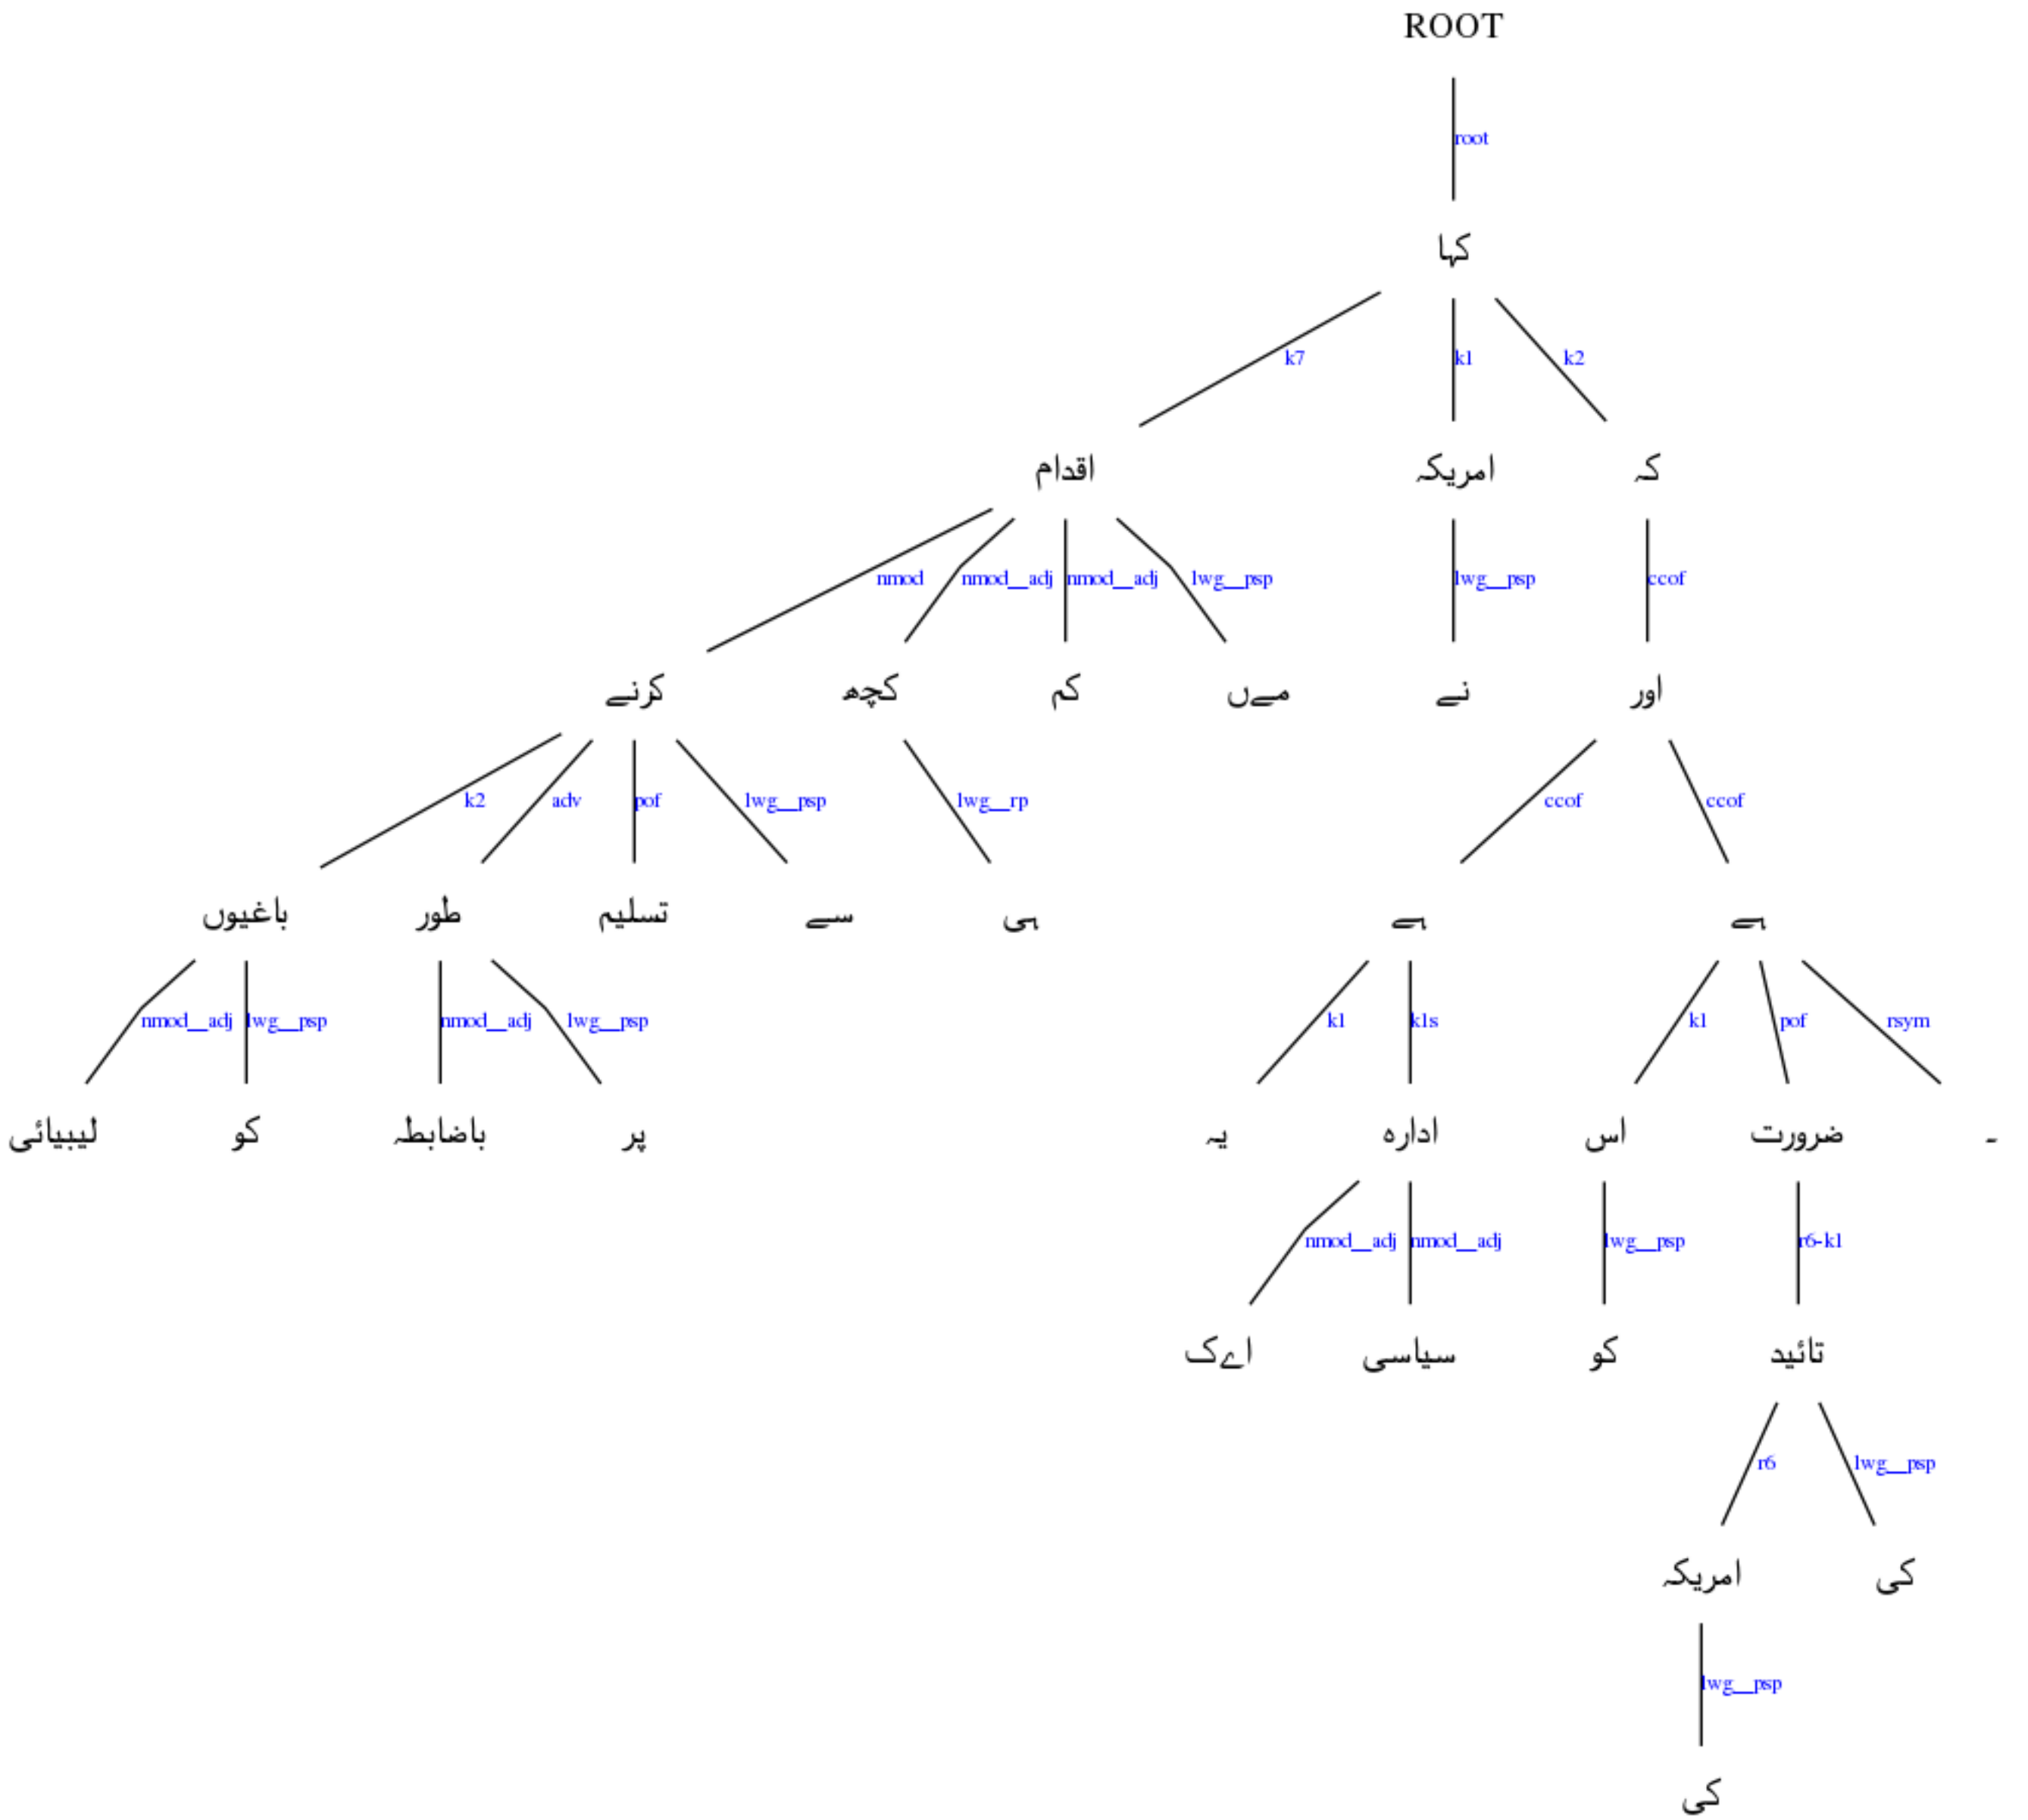 ROOT
root
کہا
k7 k1 k2
اقدام امریکہ کہ
nmod nmod__adj nmod__adj lwg__psp lwg__psp ccof
کرنے کچھ کم مےں نے اور
k2 adv pof lwg__psp lwg__rp ccof ccof
باغیوں طور تسلیم سے ہی ہے ہے
nmod__adj lwg__psp nmod__adj lwg__psp k1 k1s k1 pof rsym
لیبیائی کو باضابطہ پر یہ ادارہ اس ضرورت ۔
nmod__adj nmod__adj lwg__psp r6-k1
اےک سیاسی کو تائید
r6 lwg__psp
امریکہ کی
lwg__psp
کی